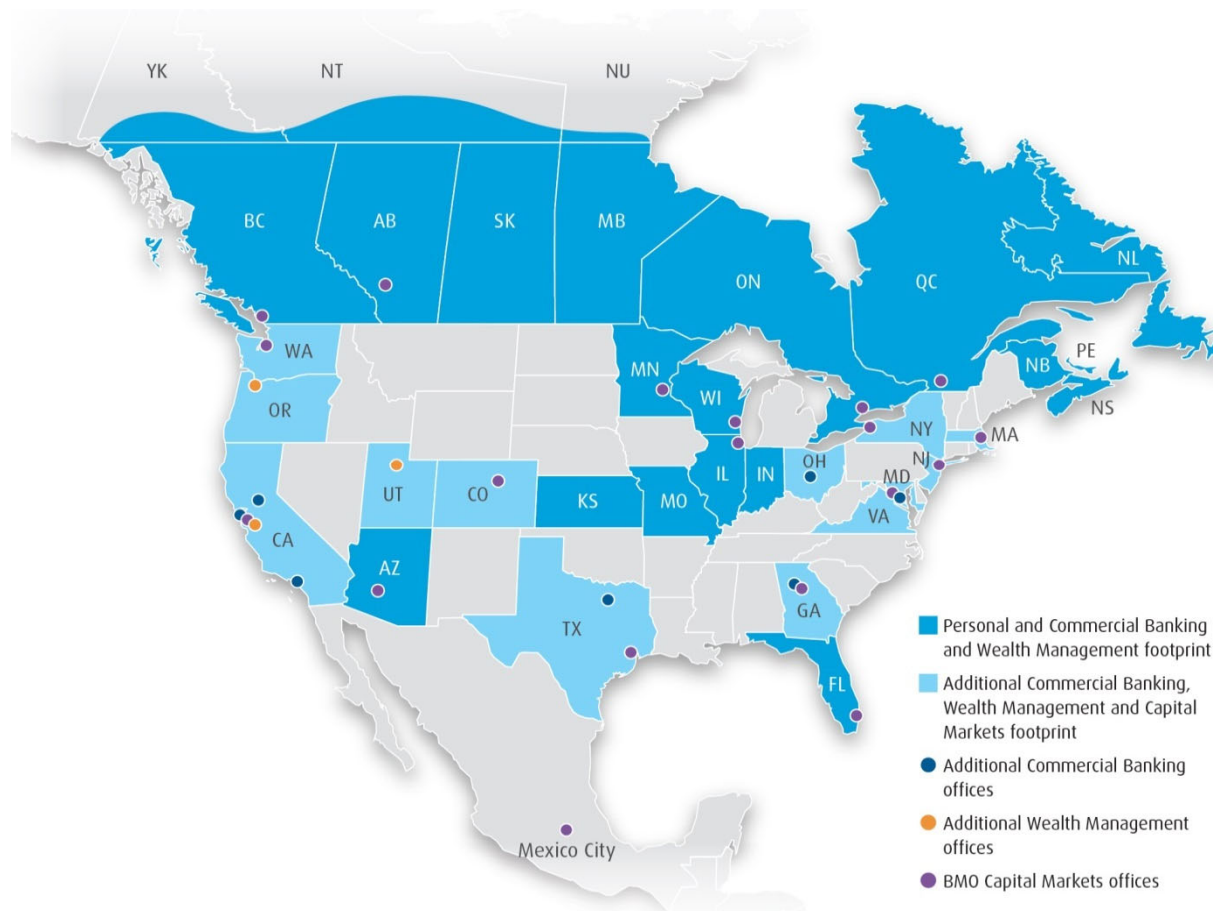 YK
NT
NU
BC
AB
SK
MB
ON
QC
NL
PE
NB
NS
WA
OR
MN
WI
NY
MA
NJ
OH
MD
IL
IN
UT
CO
KS
MO
VA
CA
AZ
TX
GA
FL
Mexico City
Personal and Commercial Banking
and Wealth Management footprint
Additional Commercial Banking,
Wealth Management and Capital
Markets footprint
Additional Commercial Banking
offices
Additional Wealth Management
offices
BMO Capital Markets offices